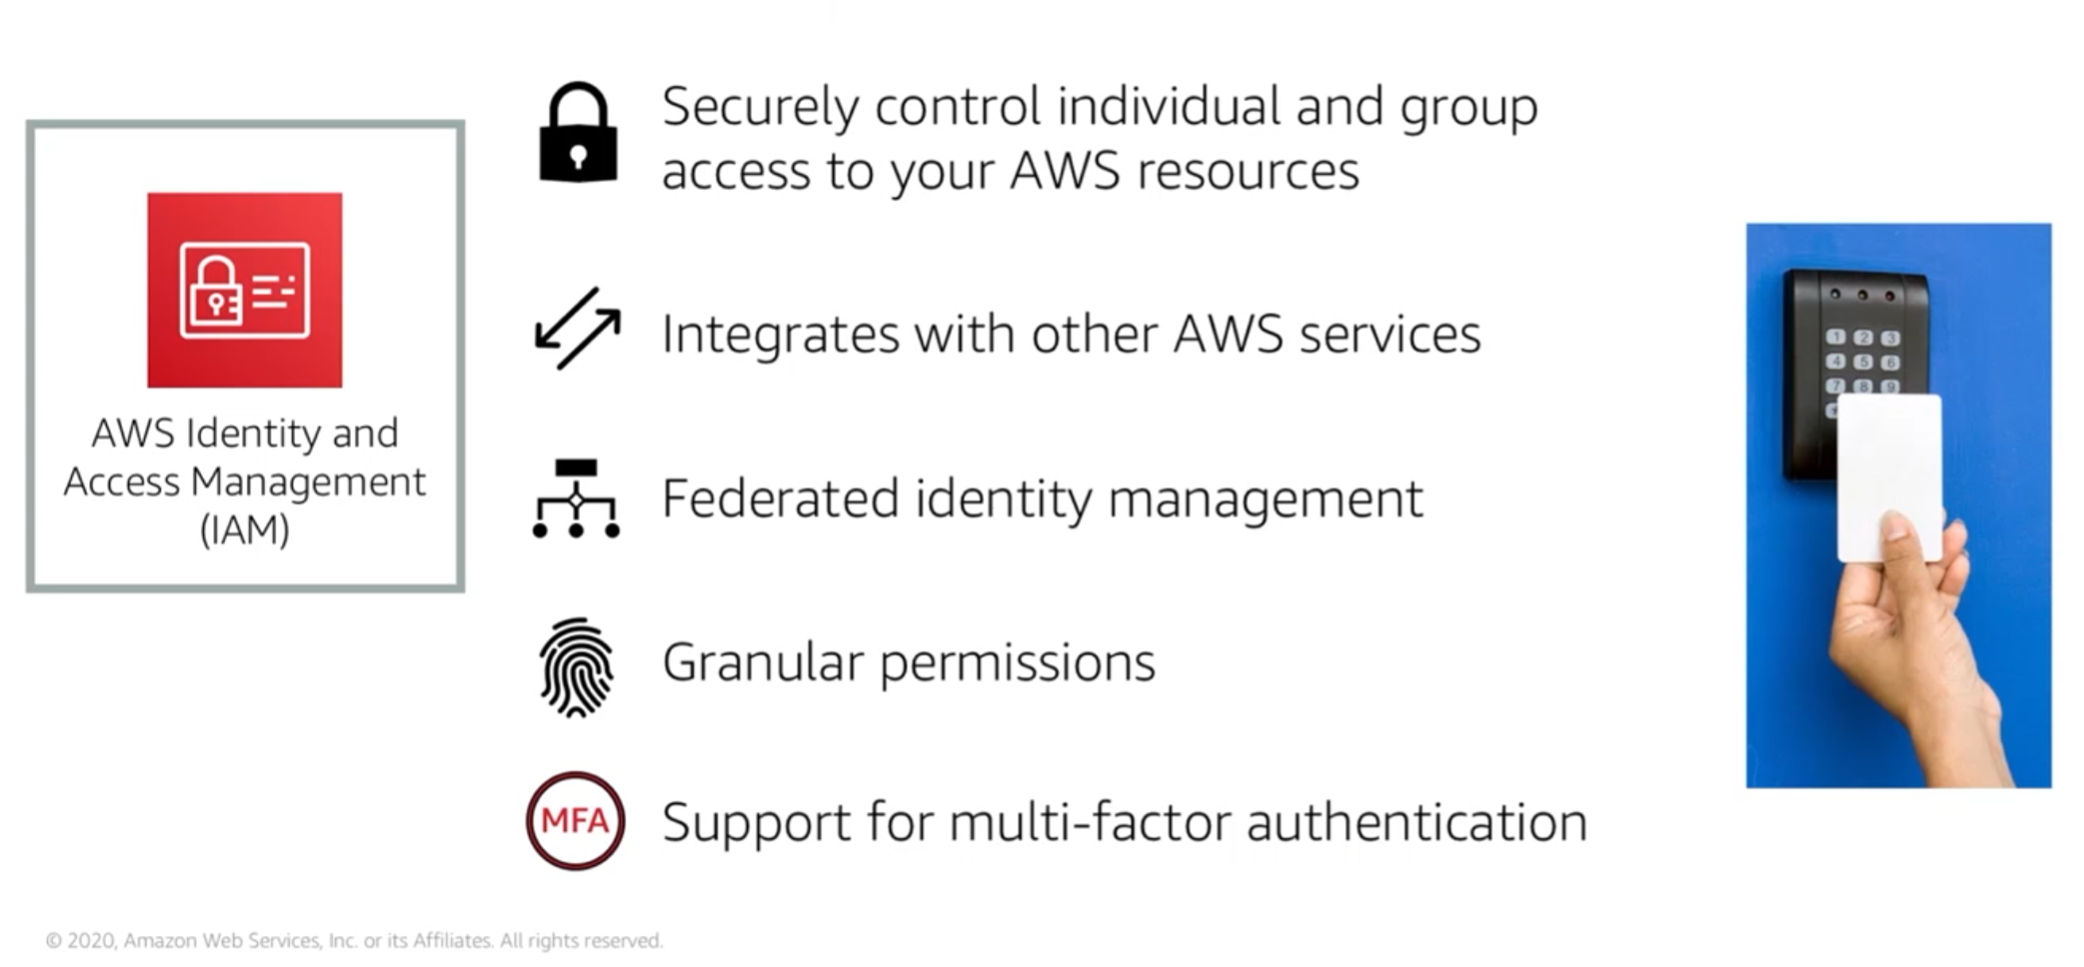 AWS Identity and
Access Management
(IAM)
Securely control individual and group
access to your AWS resources
Integrates with other AWS services
Federated identity management
Granular permissions
MFA
Support for multi-factor authentication
1 2 3
4 5 6
7 8 9
© 2020, Amazon Web Services, Inc. or its Affiliates. All rights reserved.